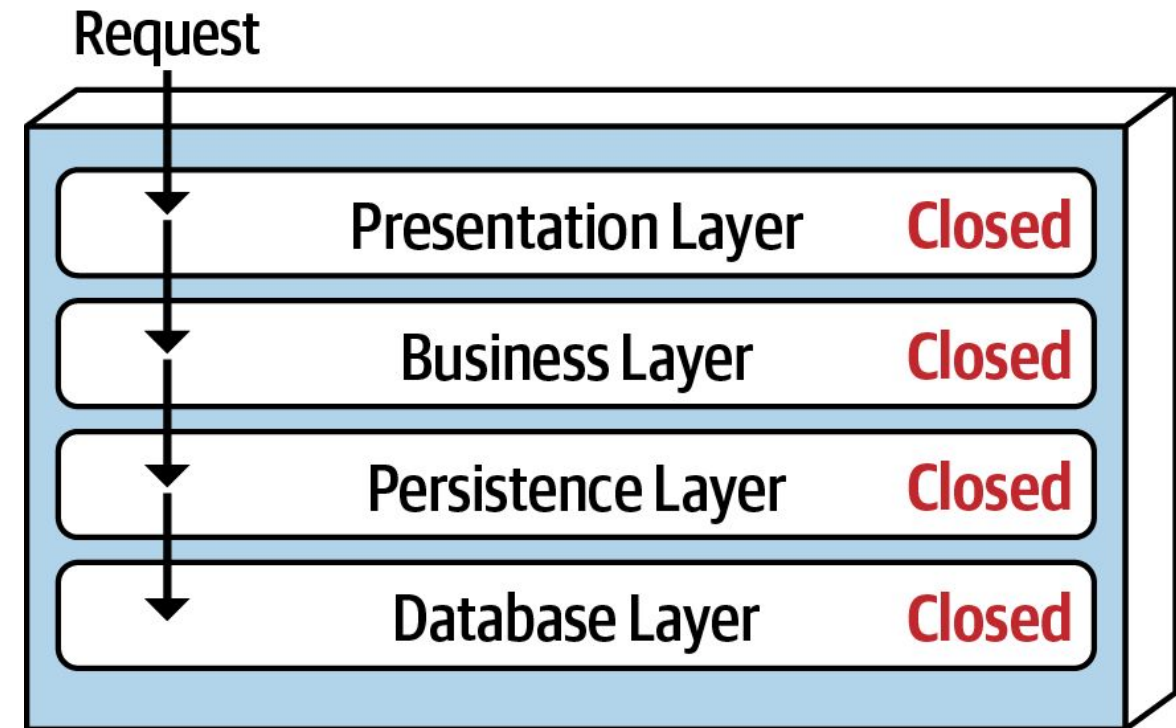 Request
Presentation Layer Closed
Business Layer Closed
Persistence Layer Closed
Database Layer Closed